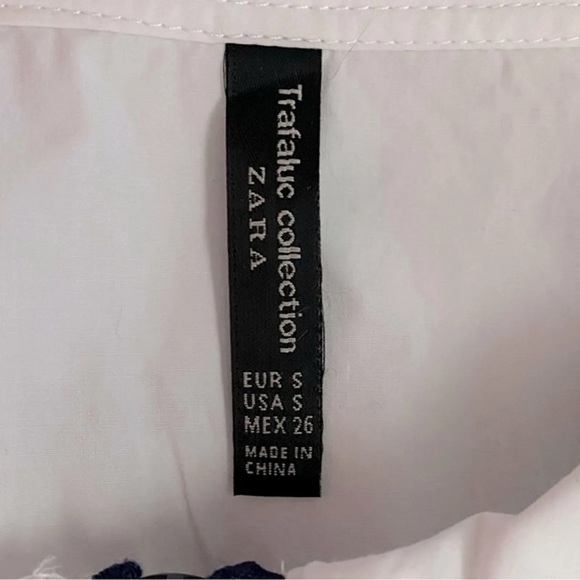 Trafaluc collection
ZARA
EUR S
USA S
MEX 26
MADE IN
CHINA